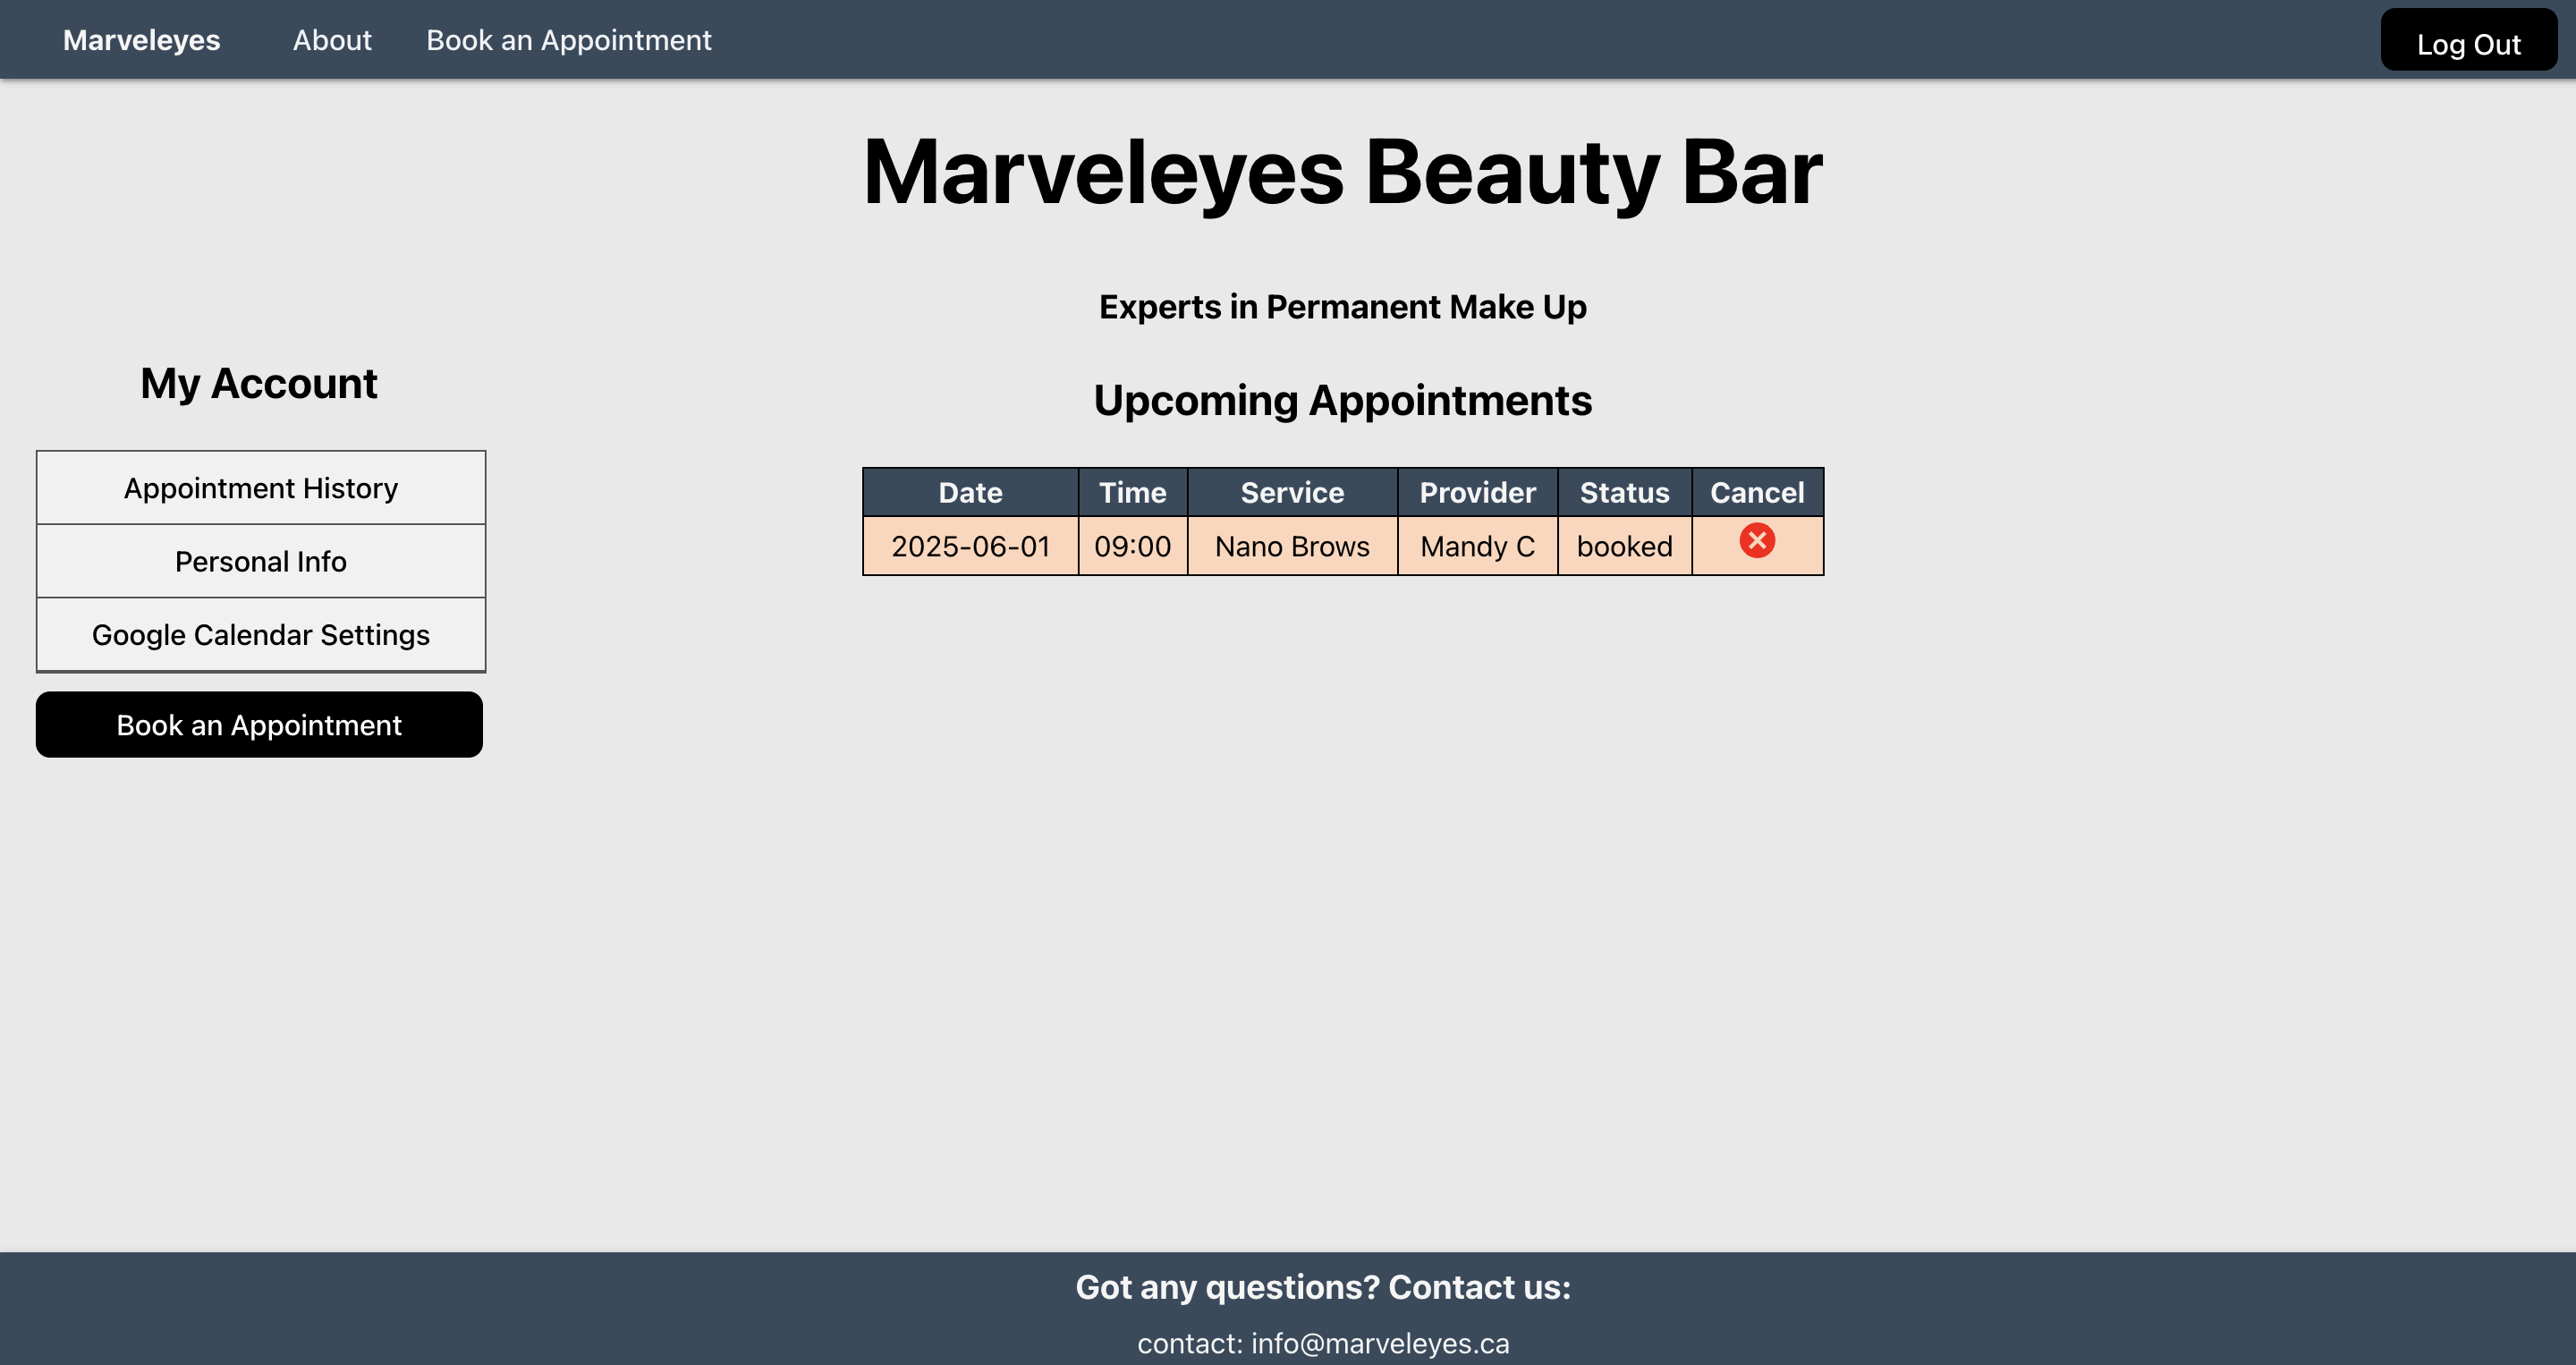 Marveleyes About Book an Appointment Log Out
Marveleyes Beauty Bar
Experts in Permanent Make Up
My Account
Appointment History
Personal Info
Google Calendar Settings
Book an Appointment
Upcoming Appointments
Date Time Service Provider Status Cancel
2025-06-01 09:00 Nano Brows Mandy C booked
Got any questions? Contact us:
contact: info@marveleyes.ca